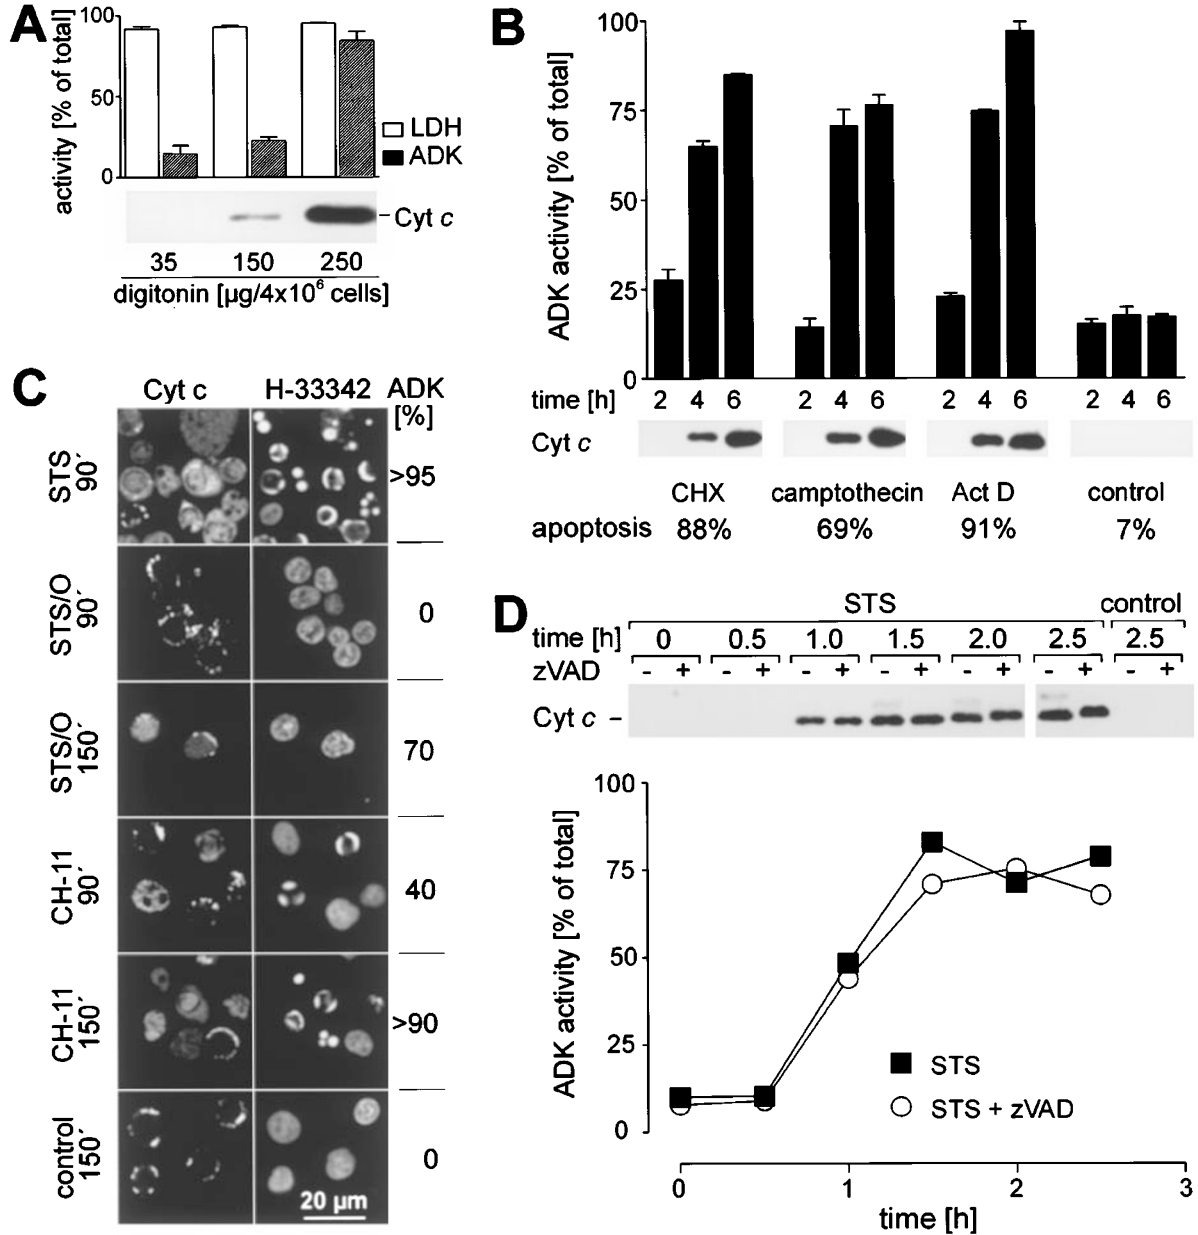 A
activity [% of total]
100
50
0
LDH
ADK
Cyt c
35 150 250
digitonin [µg/4x10⁶ cells]
B
ADK activity [% of total]
100
75
50
25
0
time [h] 2 4 6 2 4 6 2 4 6 2 4 6
Cyt c
CHX camptothecin Act D control
apoptosis 88% 69% 91% 7%
C
Cyt c H-33342 ADK [%]
STS 90´ >95
STS/O 90´ 0
STS/O 150´ 70
CH-11 90´ 40
CH-11 150´ >90
control 150´ 0
20 µm
D
STS control
time [h] 0 0.5 1.0 1.5 2.0 2.5 2.5
zVAD - + - + - + - + - + - + - +
Cyt c
ADK activity [% of total]
100
75
50
25
0
STS
STS + zVAD
0 1 2 3
time [h]